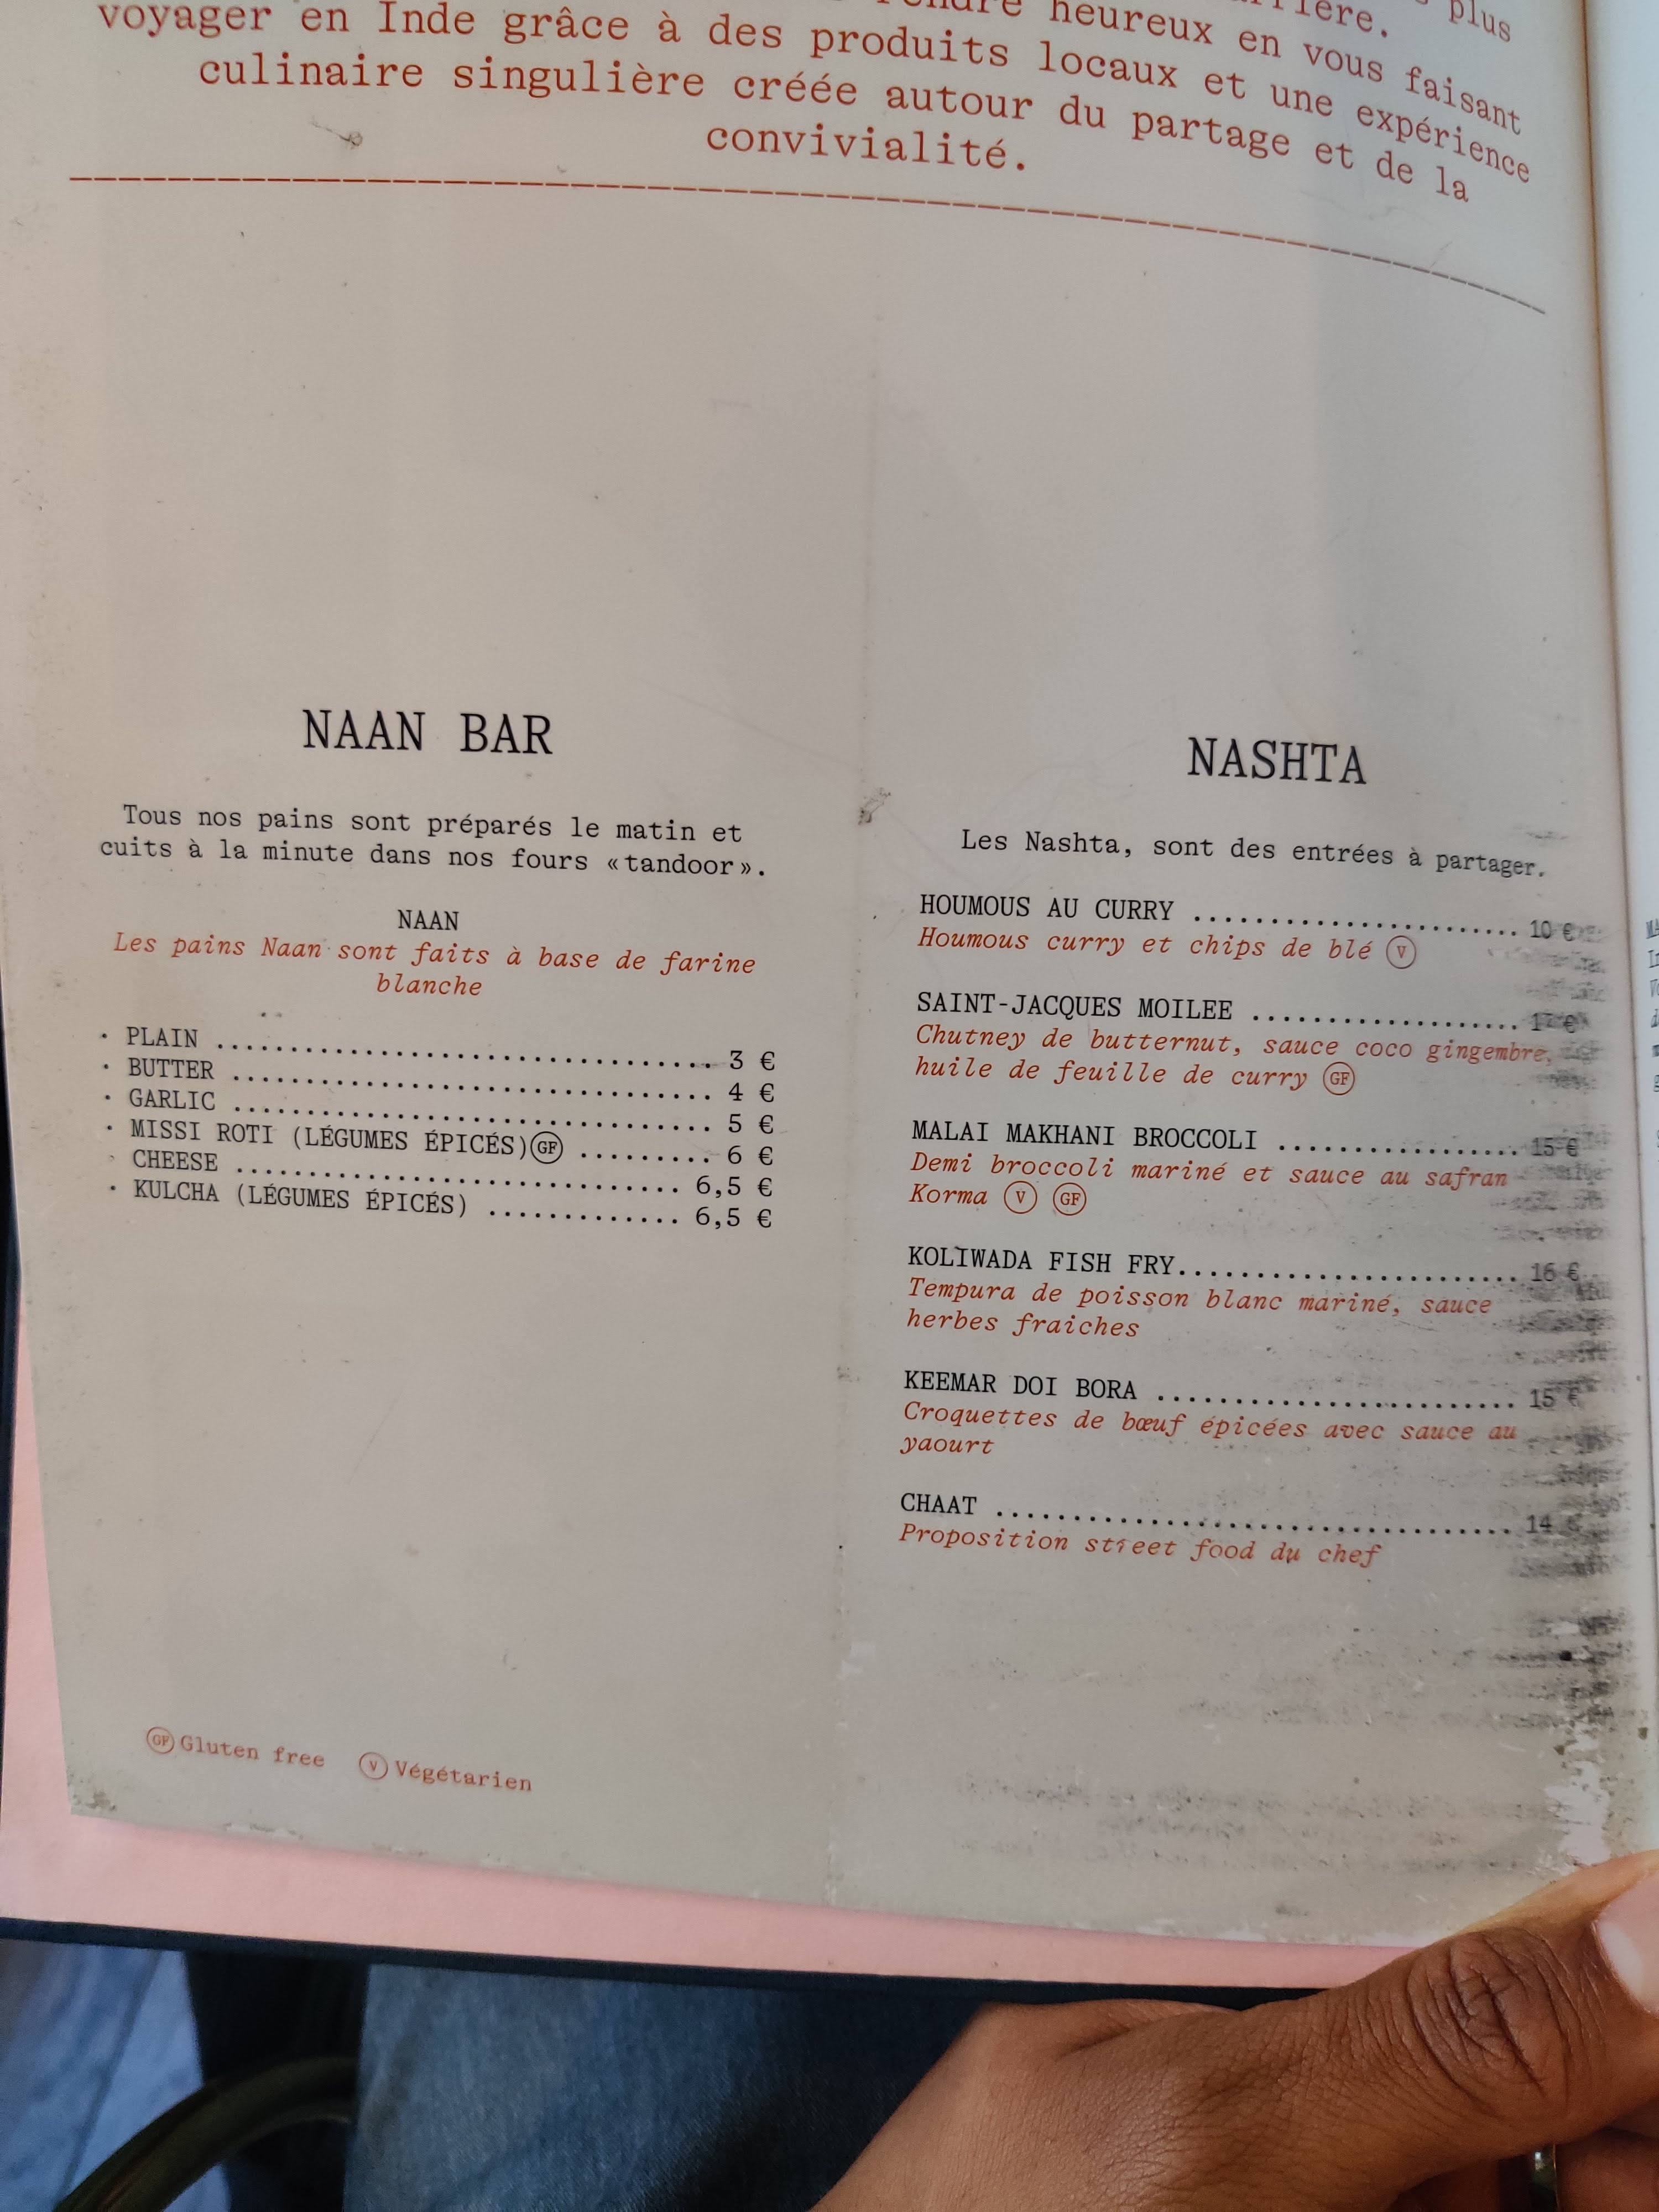 plus
heureux en vous faisant
voyager en Inde grâce à des produits locaux et une expérience
culinaire singulière créée autour du partage et de la
convivialité.
NAAN BAR
Tous nos pains sont préparés le matin et
cuits à la minute dans nos fours «tandoor».
NAAN
Les pains Naan sont faits à base de farine
blanche
· PLAIN ................................ 3 €
· BUTTER ............................... 4 €
· GARLIC ............................... 5 €
· MISSI ROTI (LÉGUMES ÉPICÉS) GF ......... 6 €
· CHEESE ............................. 6,5 €
· KULCHA (LÉGUMES ÉPICÉS) ............. 6,5 €
GF Gluten free V Végétarien
NASHTA
Les Nashta, sont des entrées à partager.
HOUMOUS AU CURRY ..................... 10 €
Houmous curry et chips de blé V
SAINT-JACQUES MOILEE ................. 17 €
Chutney de butternut, sauce coco gingembre,
huile de feuille de curry GF
MALAI MAKHANI BROCCOLI ................ 15 €
Demi broccoli mariné et sauce au safran
Korma V GF
KOLIWADA FISH FRY...................... 16 €
Tempura de poisson blanc mariné, sauce
herbes fraiches
KEEMAR DOI BORA ....................... 15 €
Croquettes de bœuf épicées avec sauce au
yaourt
CHAAT ................................. 14 €
Proposition street food du chef